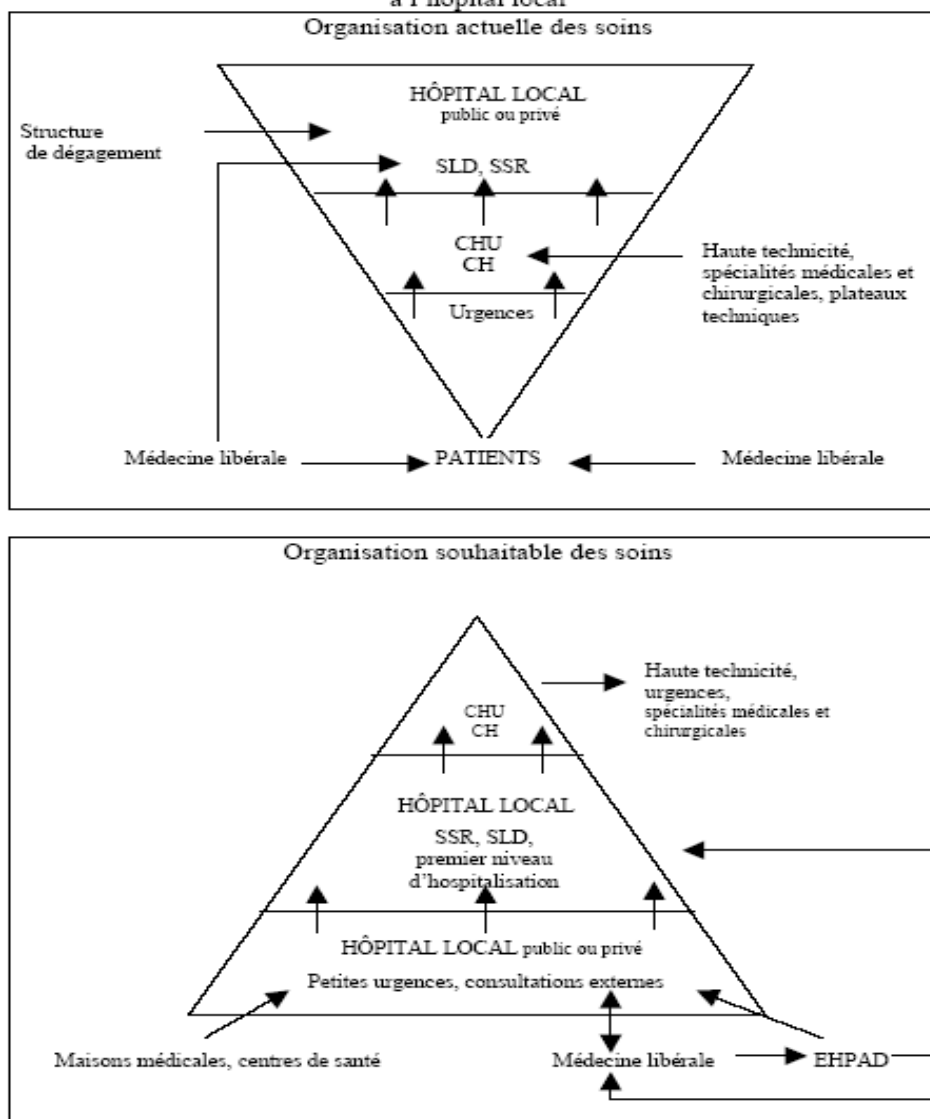 à l'hôpital local
Organisation actuelle des soins
HÔPITAL LOCAL
public ou privé
Structure
de dégagement
SLD, SSR
CHU
CH
Haute technicité,
spécialités médicales et
chirurgicales, plateaux
techniques
Urgences
Médecine libérale
PATIENTS
Médecine libérale
Organisation souhaitable des soins
Haute technicité,
urgences,
spécialités médicales et
chirurgicales
CHU
CH
HÔPITAL LOCAL
SSR, SLD,
premier niveau
d'hospitalisation
HÔPITAL LOCAL public ou privé
Petites urgences, consultations externes
Maisons médicales, centres de santé
Médecine libérale
EHPAD